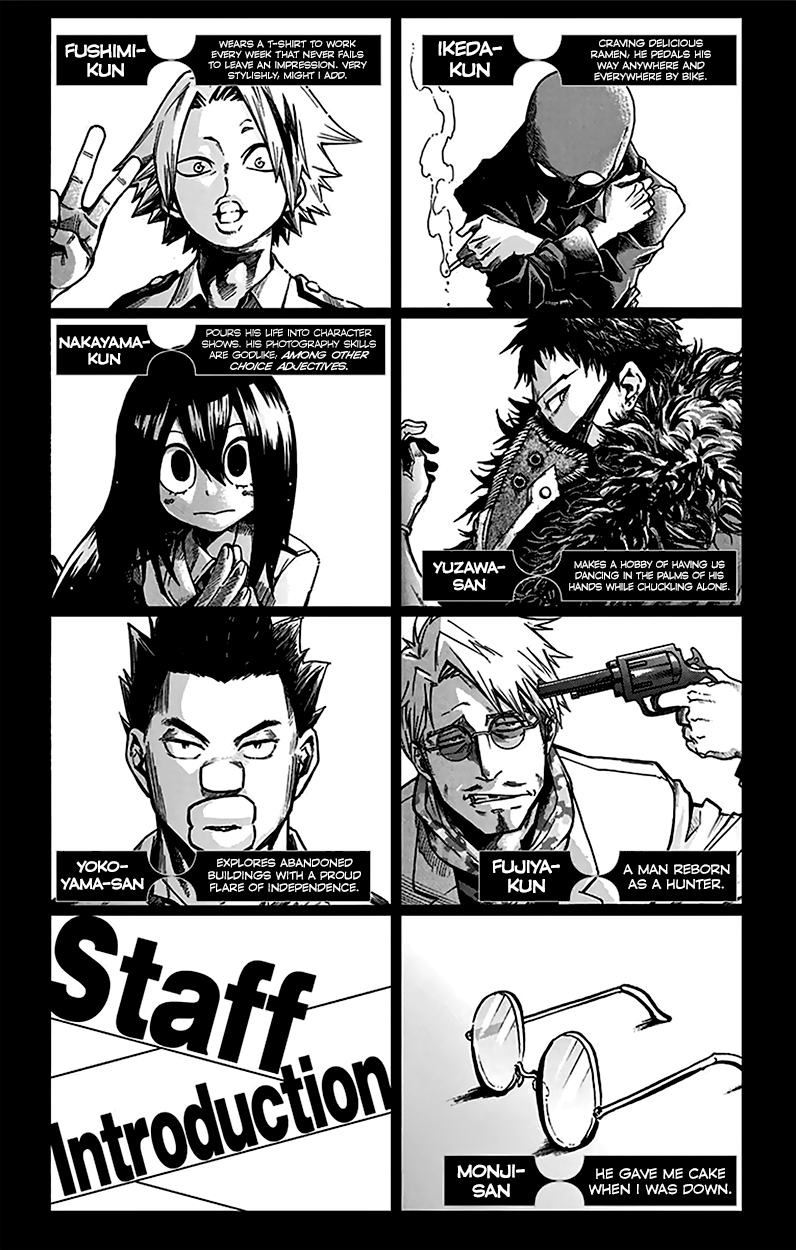 FUSHIMI-
KUN
WEARS A T-SHIRT TO WORK
EVERY WEEK THAT NEVER FAILS
TO LEAVE AN IMPRESSION. VERY
STYLISHLY, MIGHT I ADD.
IKEDA-
KUN
CRAVING DELICIOUS
RAMEN, HE PEDALS HIS
WAY ANYWHERE AND
EVERYWHERE BY BIKE.
NAKAYAMA-
KUN
POURS HIS LIFE INTO CHARACTER
SHOWS. HIS PHOTOGRAPHY SKILLS
ARE GODLIKE, AMONG OTHER
CHOICE ADJECTIVES.
YUZAWA-
SAN
MAKES A HOBBY OF HAVING US
DANCING IN THE PALMS OF HIS
HANDS WHILE CHUCKLING ALONE.
YOKO-
YAMA-SAN
EXPLORES ABANDONED
BUILDINGS WITH A PROUD
FLARE OF INDEPENDENCE.
FUJIYA-
KUN
A MAN REBORN
AS A HUNTER.
Staff
Introduction
MONJI-
SAN
HE GAVE ME CAKE
WHEN I WAS DOWN.